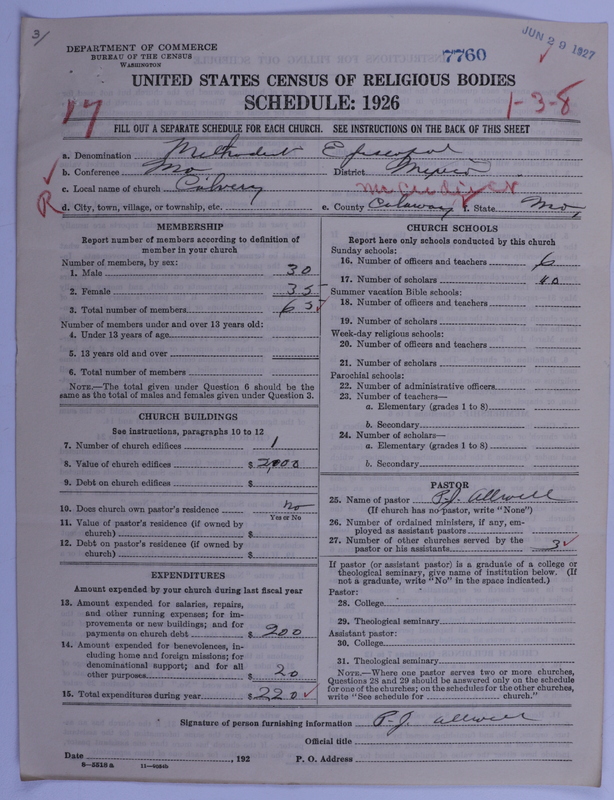 3/
DEPARTMENT OF COMMERCE
BUREAU OF THE CENSUS
WASHINGTON
7760
JUN 29 1927
UNITED STATES CENSUS OF RELIGIOUS BODIES
SCHEDULE: 1926
17
1-3-8
FILL OUT A SEPARATE SCHEDULE FOR EACH CHURCH. SEE INSTRUCTIONS ON THE BACK OF THIS SHEET
a. Denomination Methodist Episcopal
b. Conference Mo District Mexico
c. Local name of church Calvery
R
d. City, town, village, or township, etc. e. County Calaway f. State Mo,
MEMBERSHIP
Report number of members according to definition of member in your church
Number of members, by sex:
1. Male 30
2. Female 35
3. Total number of members 65
Number of members under and over 13 years old:
4. Under 13 years of age
5. 13 years old and over
6. Total number of members
NOTE.—The total given under Question 6 should be same as the total of males and females given under Question 3.
CHURCH BUILDINGS
See instructions, paragraphs 10 to 12
7. Number of church edifices 1
8. Value of church edifices $ 2,000
9. Debt on church edifices $
10. Does church own pastor's residence? No
Yes or No
11. Value of pastor's residence (if owned by church) $
12. Debt on pastor's residence (if owned by church) $
EXPENDITURES
Amount expended by your church during last fiscal year
13. Amount expended for salaries, repairs, and other running expenses; for improvements or new buildings; and for payments on church debt $ 200
14. Amount expended for benevolences, including home and foreign missions; for denominational support; and for all other purposes $ 20
15. Total expenditures during year $ 220
CHURCH SCHOOLS
Report here only schools conducted by this church
Sunday schools:
16. Number of officers and teachers 6
17. Number of scholars 40
Summer vacation Bible schools:
18. Number of officers and teachers
19. Number of scholars
Week-day religious schools:
20. Number of officers and teachers
21. Number of scholars
Parochial schools:
22. Number of administrative officers
23. Number of teachers—
a. Elementary (grades 1 to 8)
b. Secondary
24. Number of scholars—
a. Elementary (grades 1 to 8)
b. Secondary
PASTOR
25. Name of pastor P.J. Allwell
(If church has no pastor, write "None")
26. Number of ordained ministers, if any, employed as assistant pastors
27. Number of other churches served by the pastor or his assistants 3
If pastor (or assistant pastor) is a graduate of a college or theological seminary, give name of institution below. (If not a graduate, write "No" in the space indicated.)
Pastor:
28. College
29. Theological seminary
Assistant pastor:
30. College
31. Theological seminary
NOTE.—Where one pastor serves two or more churches, Questions 28 and 29 should be answered only on the schedule for one of the churches; on the schedules for the other churches, write "See schedule for church."
Signature of person furnishing information P-J. Allwell
Official title
Date , 192 P. O. Address
8-5516 a